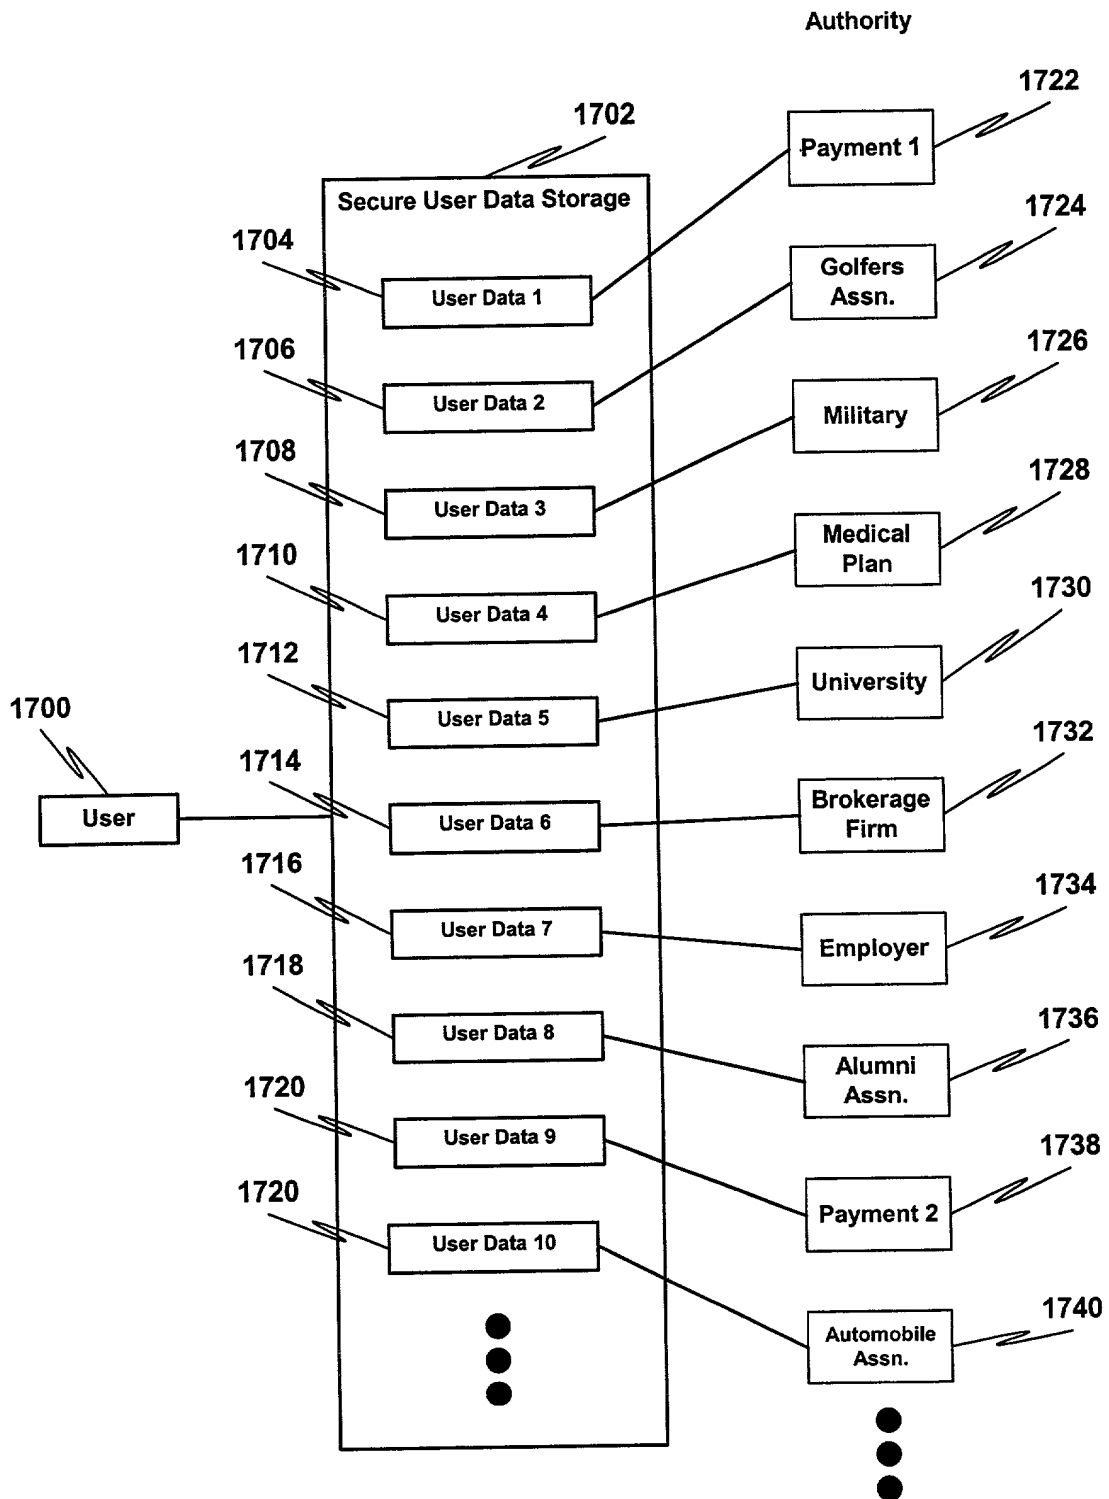 Authority
1722
1702
Payment 1
Secure User Data Storage
1724
1704
Golfers
Assn.
User Data 1
1726
1706
User Data 2
Military
1708
1728
User Data 3
Medical
Plan
1710
1730
User Data 4
1712
University
1700
User Data 5
1732
1714
Brokerage
Firm
User
User Data 6
1716
1734
User Data 7
Employer
1718
1736
User Data 8
Alumni
Assn.
1720
User Data 9
1738
1720
Payment 2
User Data 10
1740
Automobile
Assn.